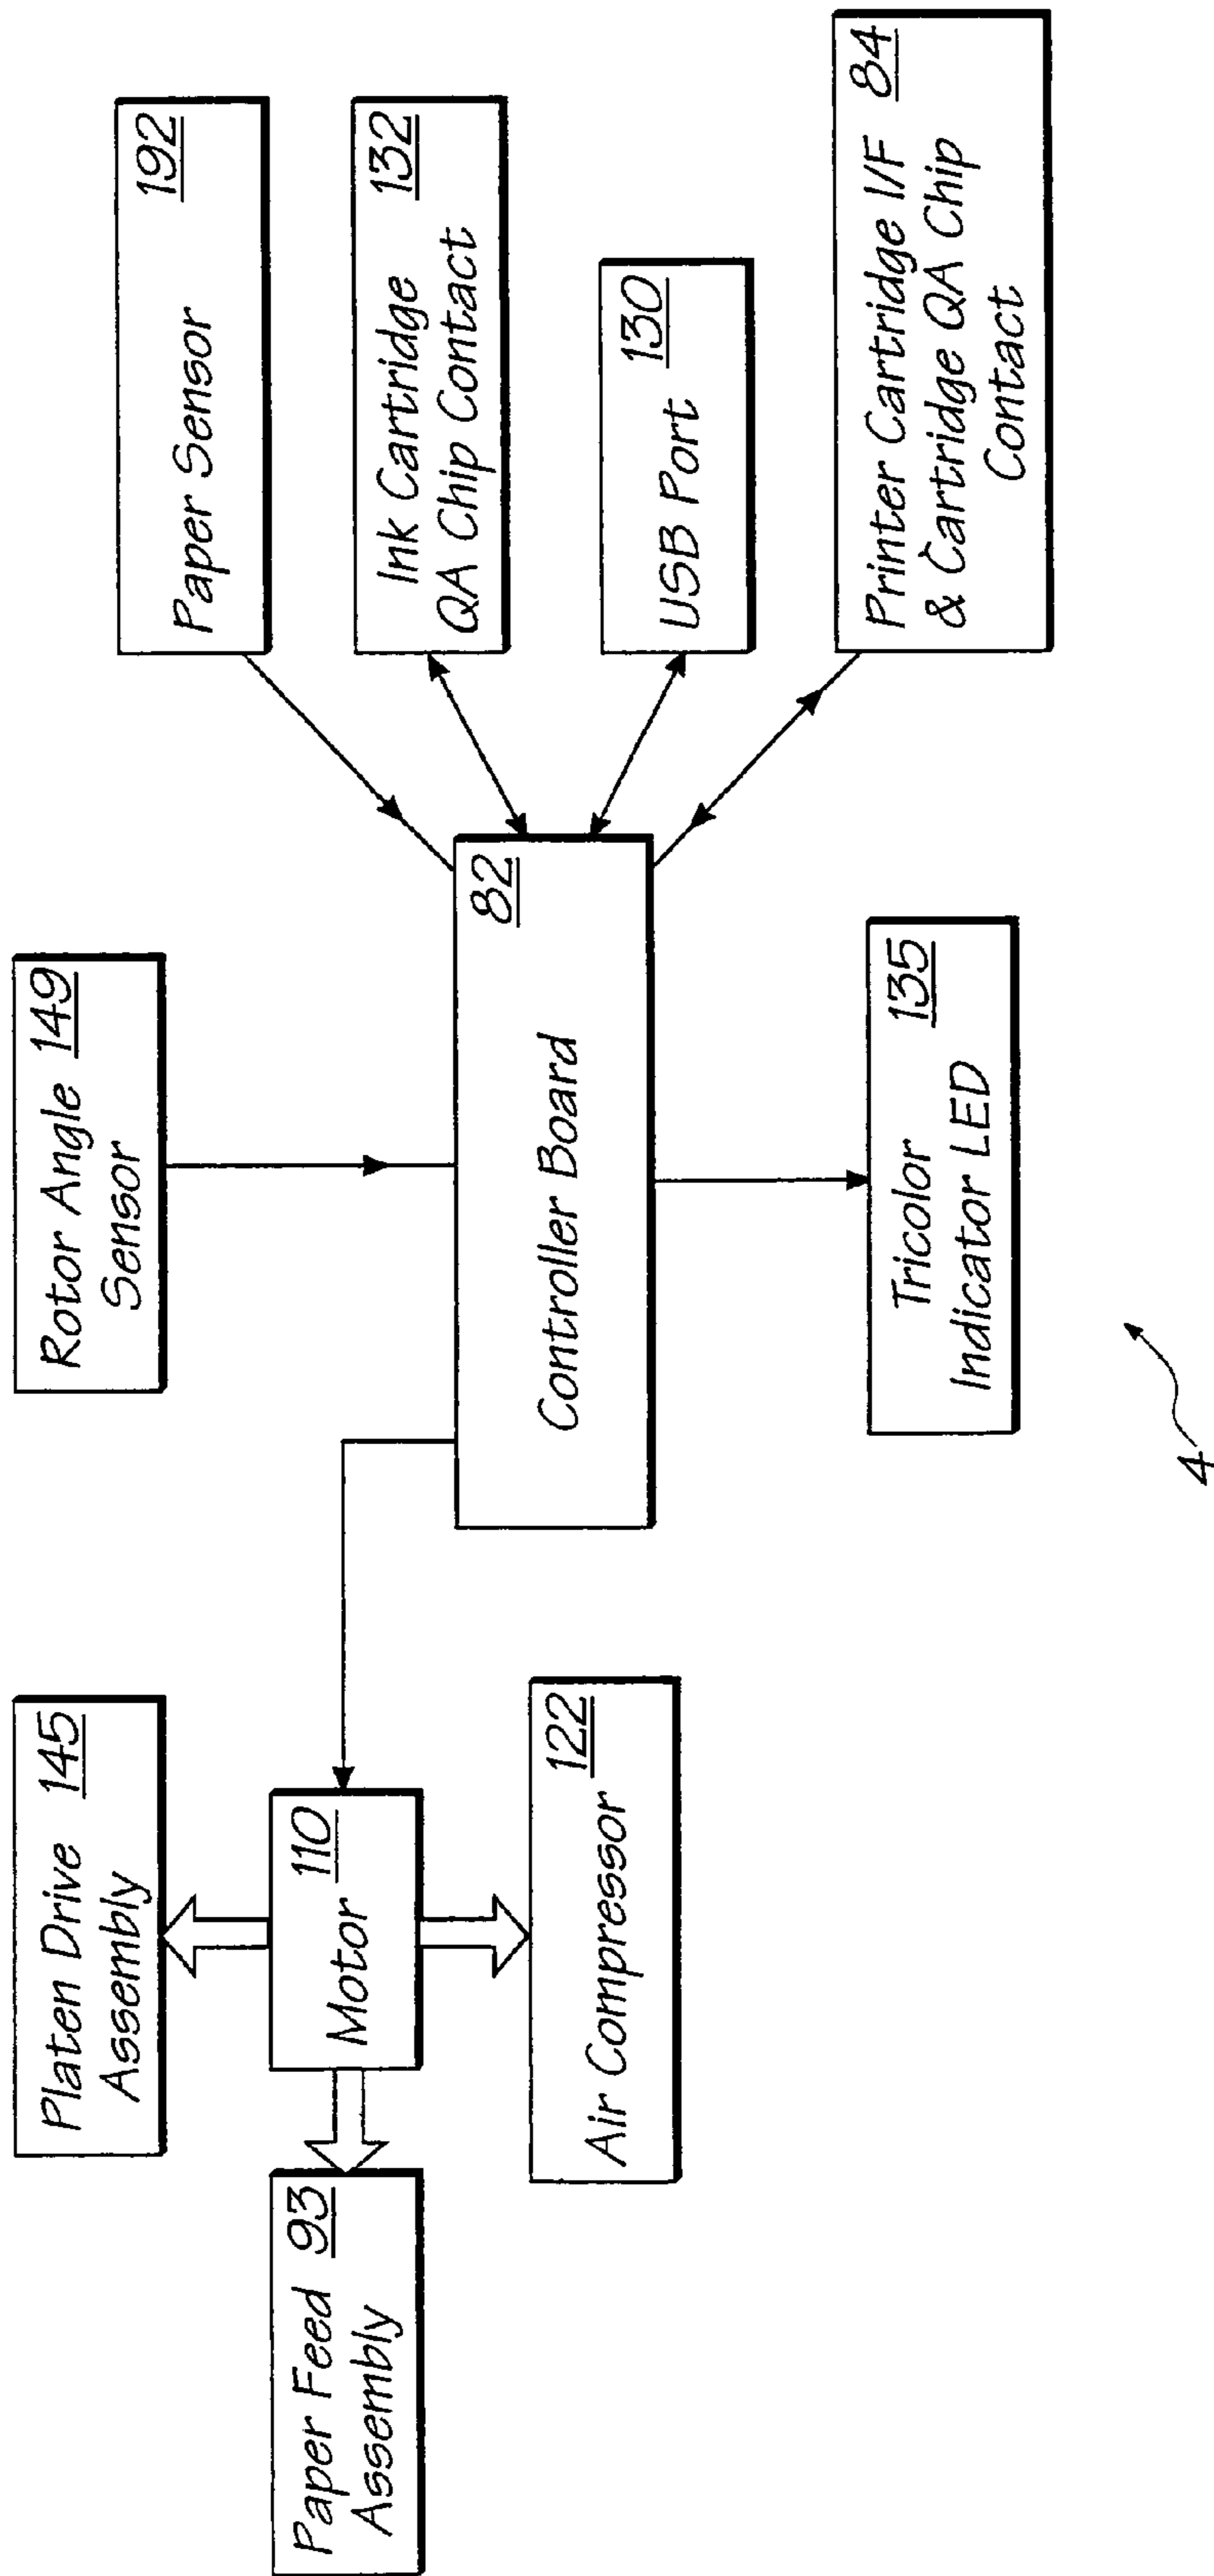 Platen Drive 145
Assembly
Rotor Angle 149
Sensor
192
Paper Sensor
Paper Feed 93
Assembly
110
Motor
122
Air Compressor
82
Controller Board
Ink Cartridge 132
QA Chip Contact
130
USB Port
Tricolor 135
Indicator LED
Printer Cartridge I/F 84
& Cartridge QA Chip
Contact
4